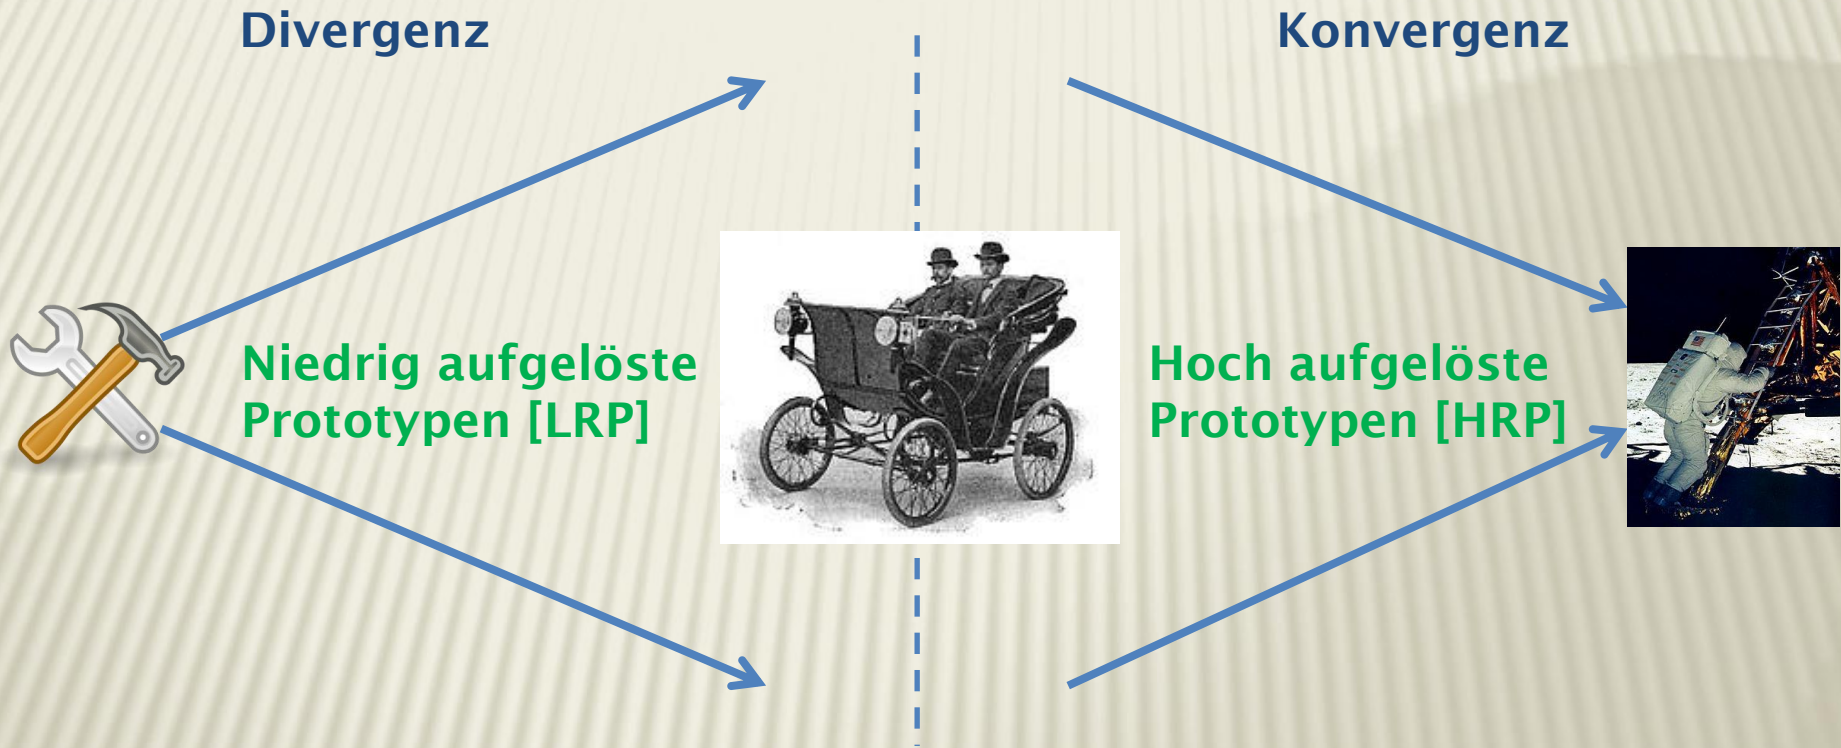 Divergenz
Konvergenz
Niedrig aufgelöste
Prototypen [LRP]
Hoch aufgelöste
Prototypen [HRP]